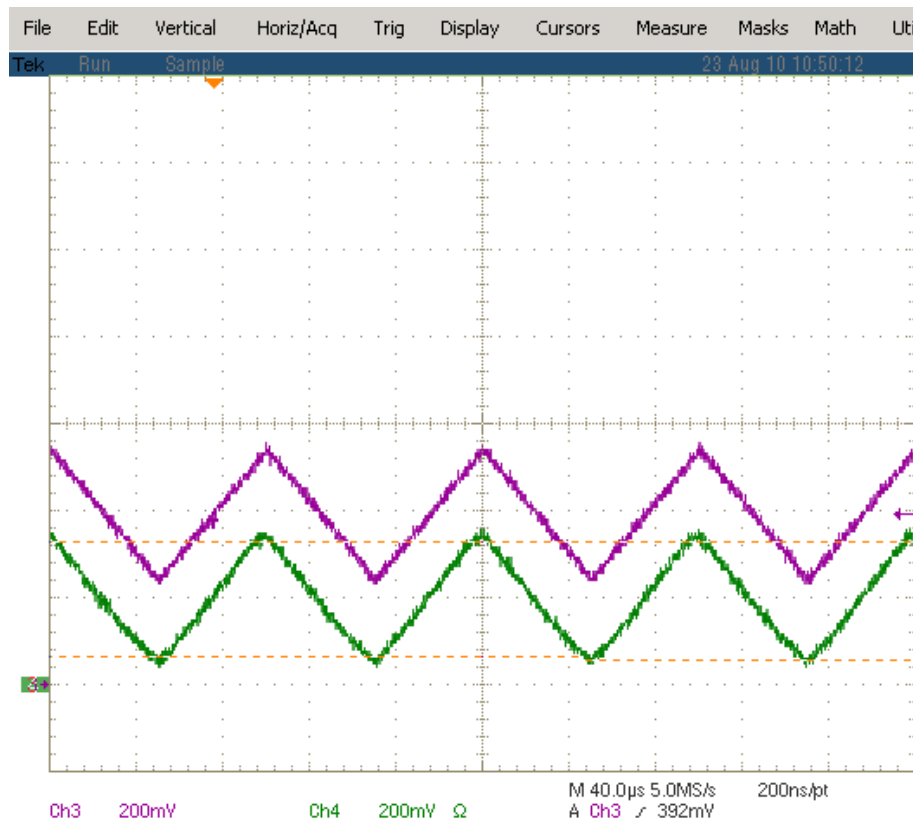 File Edit Vertical Horiz/Acq Trig Display Cursors Measure Masks Math Uti
Tek Run Sample 23 Aug 10 10:50:12
M 40.0µs 5.0MS/s 200ns/pt
Ch3 200mV Ch4 200mV Ω A Ch3 392mV